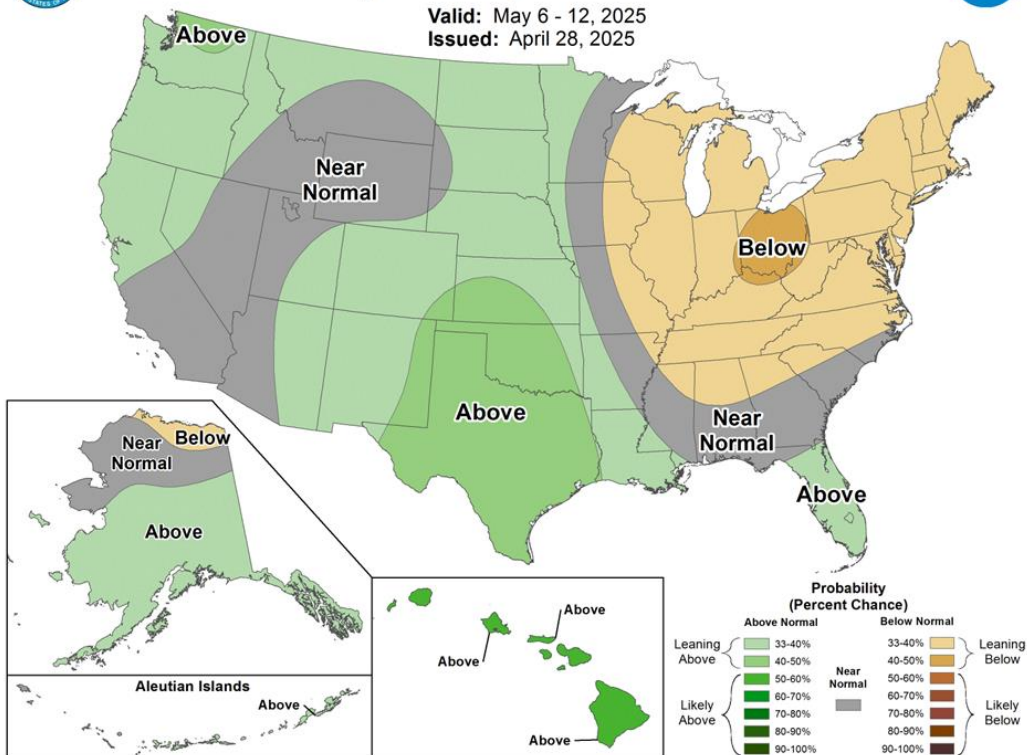 STATES OF
Valid: May 6 - 12, 2025
Issued: April 28, 2025
Above
Near
Normal
Below
Above
Near
Normal
Above
Near
Normal
Below
Above
Above
Above
Above
Aleutian Islands
Above
Probability
(Percent Chance)
Above Normal
Below Normal
Leaning
Above
33-40%
40-50%
50-60%
60-70%
70-80%
80-90%
90-100%
Likely
Above
Near
Normal
33-40%
40-50%
50-60%
60-70%
70-80%
80-90%
90-100%
Leaning
Below
Likely
Below